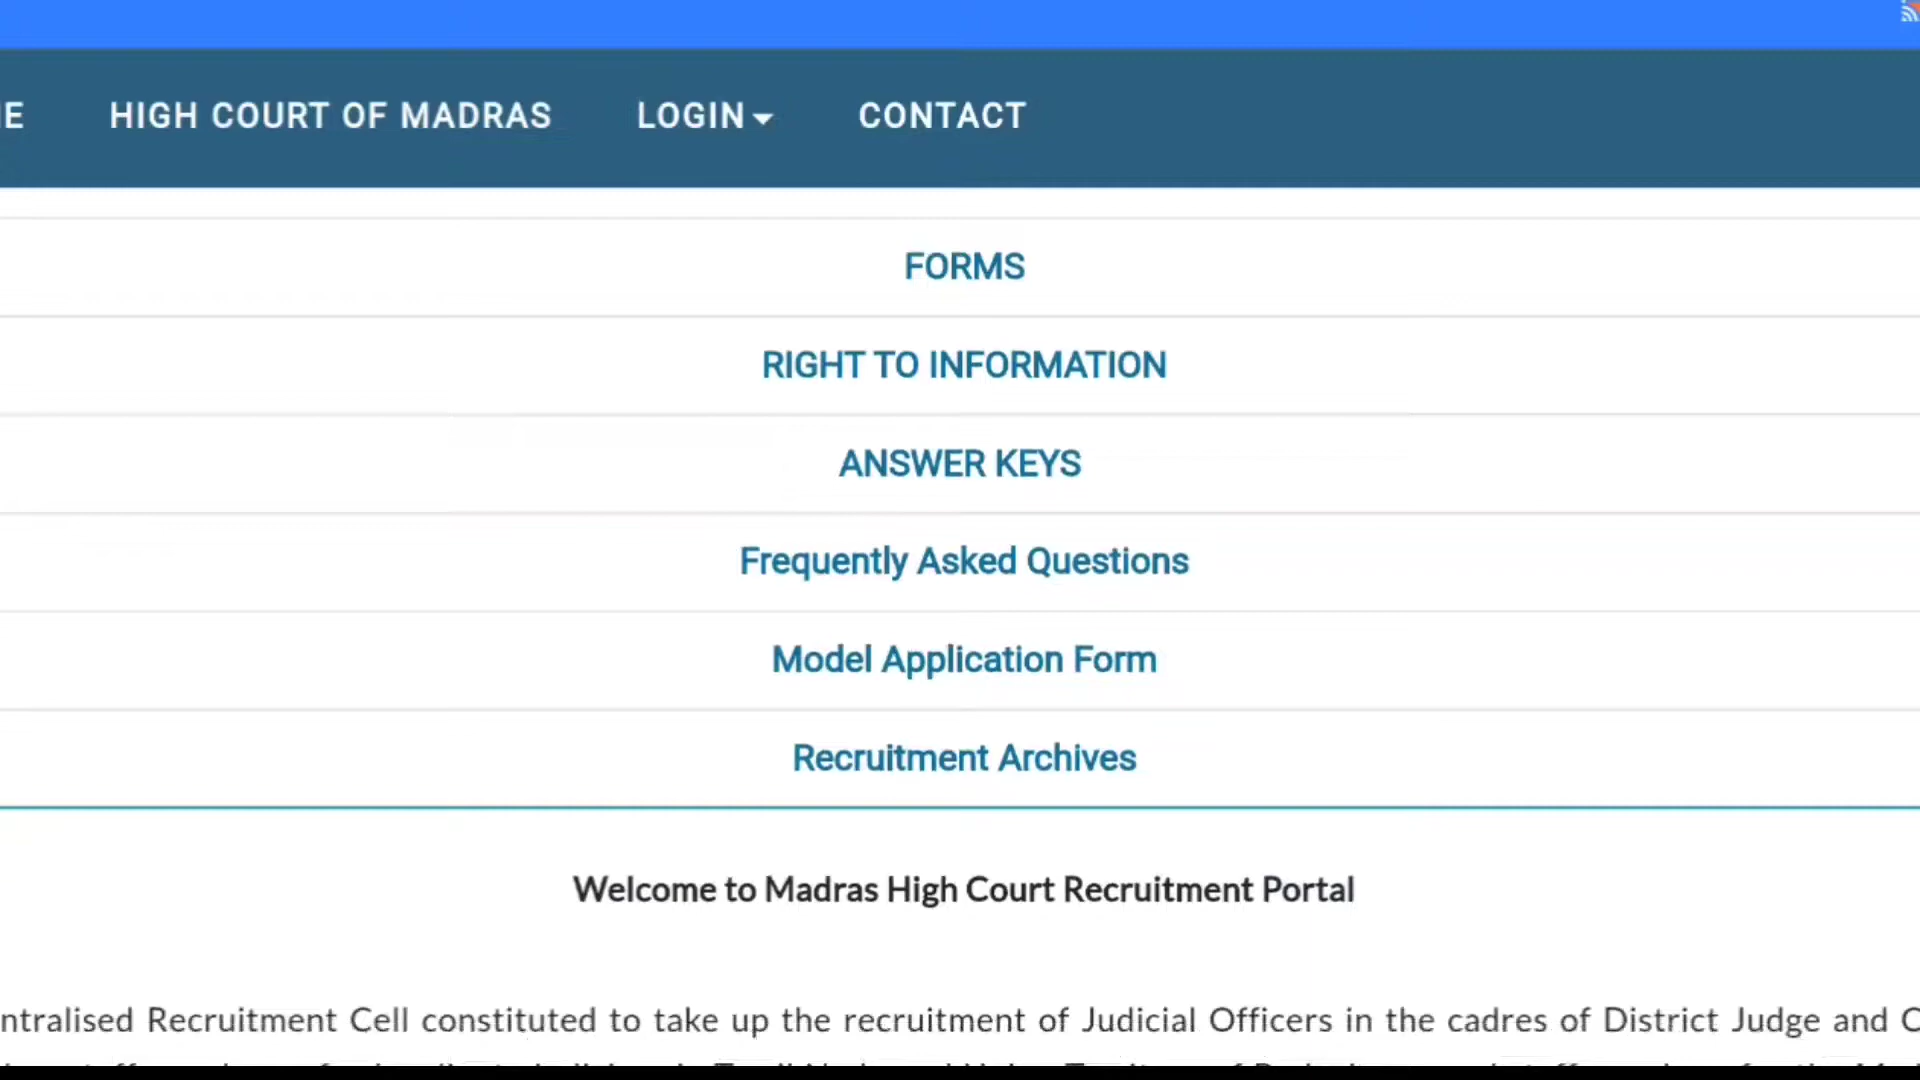 E HIGH COURT OF MADRAS LOGIN CONTACT
FORMS
RIGHT TO INFORMATION
ANSWER KEYS
Frequently Asked Questions
Model Application Form
Recruitment Archives
Welcome to Madras High Court Recruitment Portal
ntralised Recruitment Cell constituted to take up the recruitment of Judicial Officers in the cadres of District Judge and C